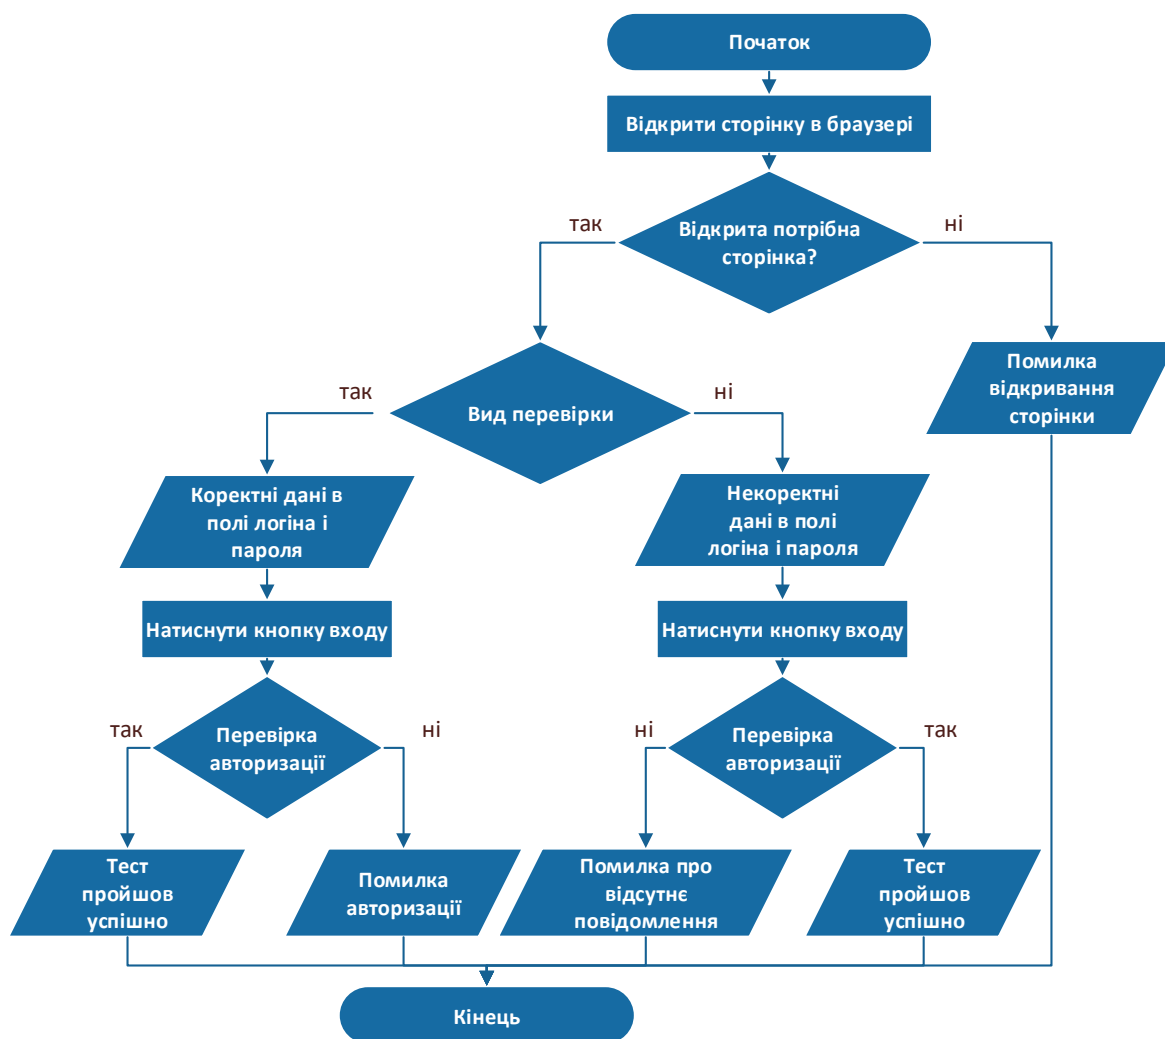 Початок
Відкрити сторінку в браузері
так
Відкрита потрібна
сторінка?
ні
так
Вид перевірки
ні
Помилка
відкривання
сторінки
Коректні дані в
полі логіна і
пароля
Некоректні
дані в полі
логіна і пароля
Натиснути кнопку входу
Натиснути кнопку входу
так
Перевірка
авторизації
ні
ні
Перевірка
авторизації
так
Тест
пройшов
успішно
Помилка
авторизації
Помилка про
відсутнє
повідомлення
Тест
пройшов
успішно
Кінець